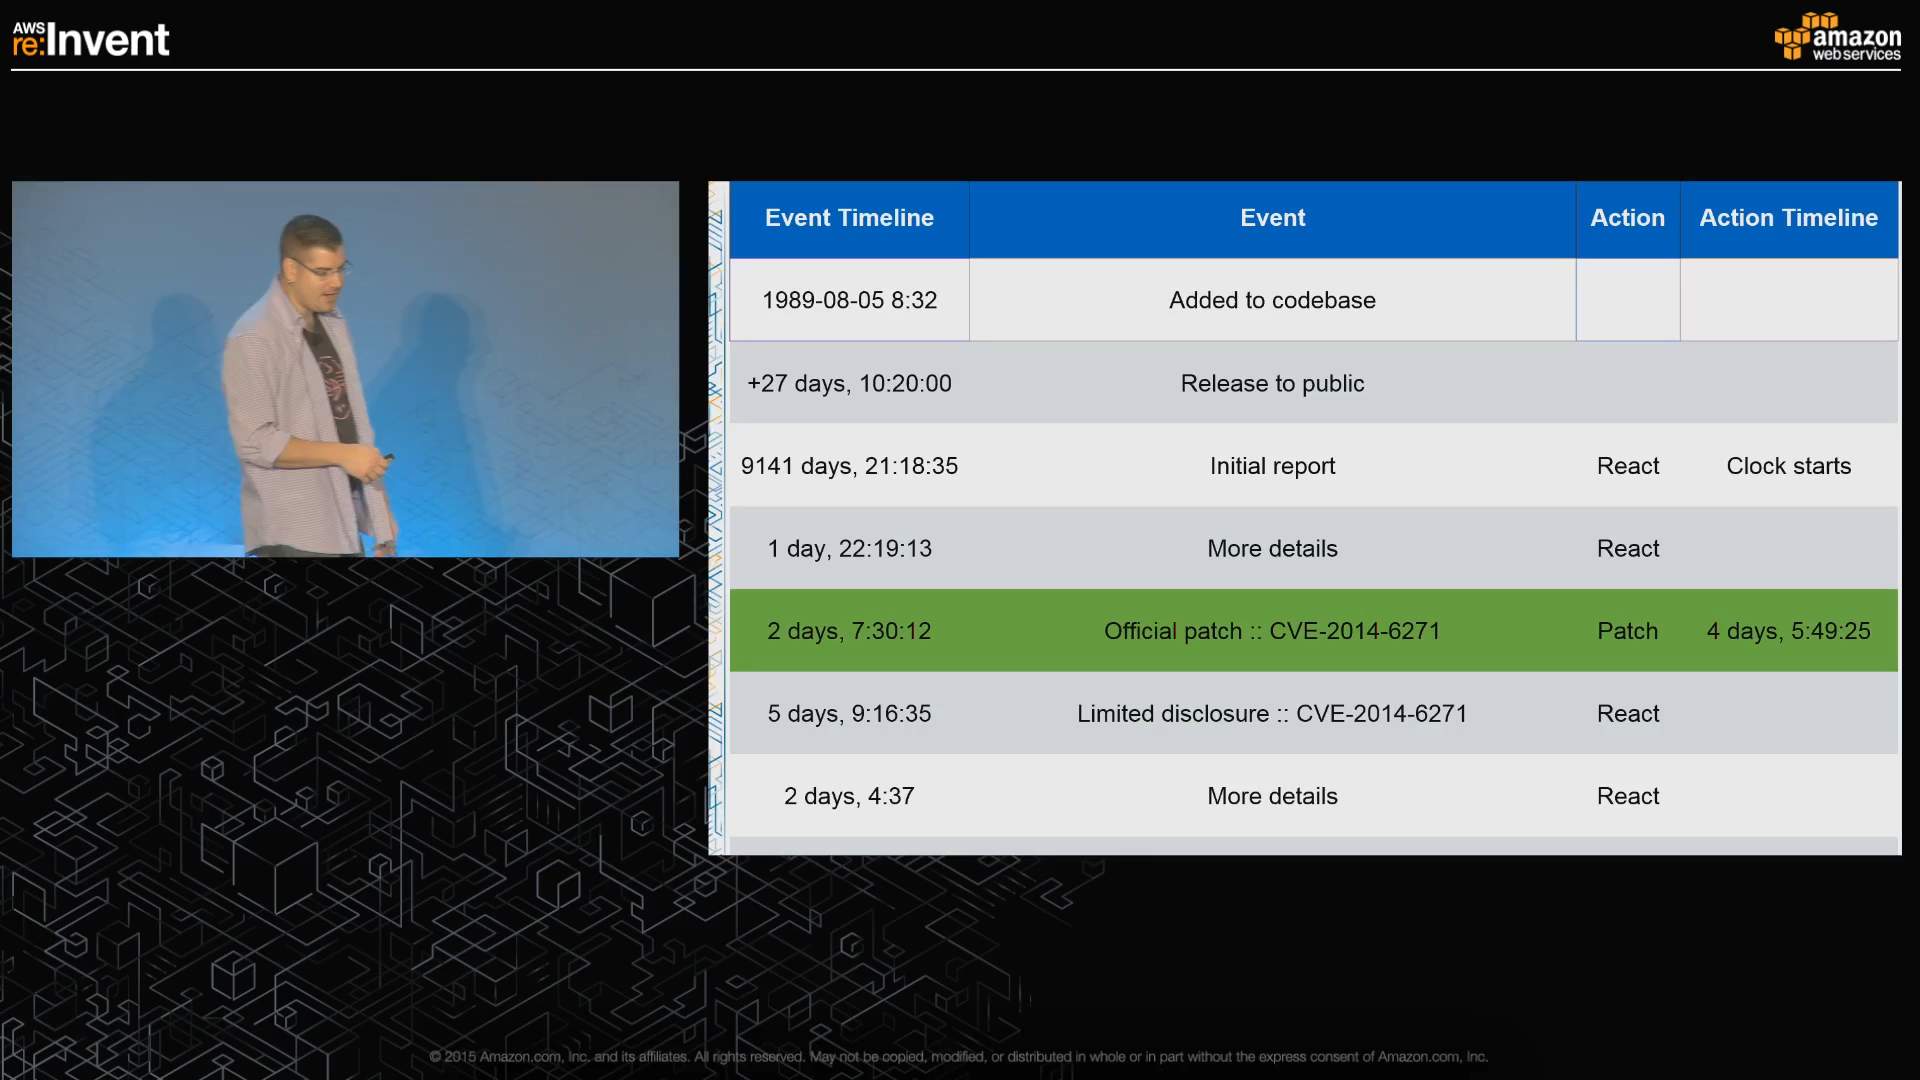 AWS
re:Invent
amazon
web services
Event Timeline Event Action Action Timeline
1989-08-05 8:32 Added to codebase
+27 days, 10:20:00 Release to public
9141 days, 21:18:35 Initial report React Clock starts
1 day, 22:19:13 More details React
2 days, 7:30:12 Official patch :: CVE-2014-6271 Patch 4 days, 5:49:25
5 days, 9:16:35 Limited disclosure :: CVE-2014-6271 React
2 days, 4:37 More details React
© 2015 Amazon.com, Inc. and its affiliates. All rights reserved. May not be copied, modified, or distributed in whole or in part without the express consent of Amazon.com, Inc.